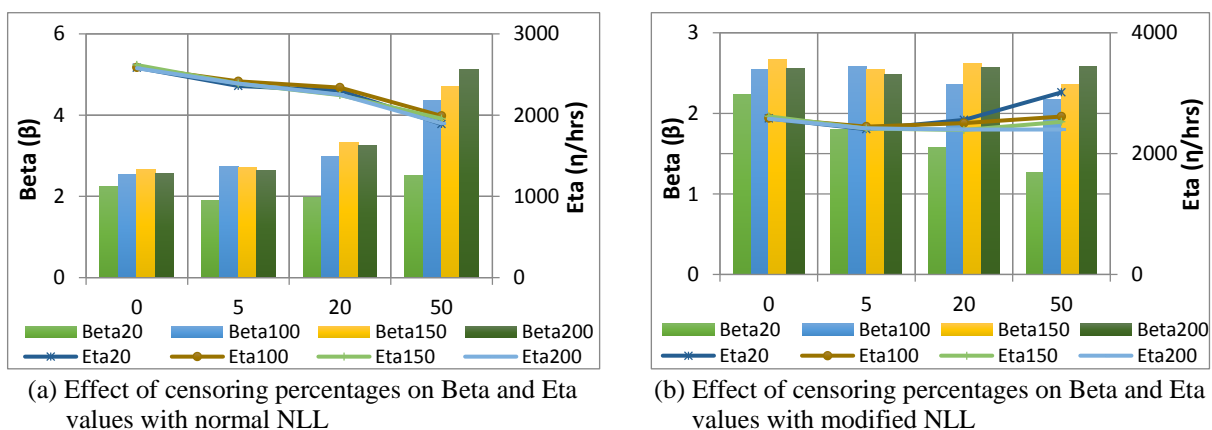 6
5
4
3
2
1
0
Beta (β)
3000
2000
1000
0
Eta (η/hrs)
0 5 20 50
Beta20 Beta100 Beta150 Beta200
Eta20 Eta100 Eta150 Eta200
(a) Effect of censoring percentages on Beta and Eta
values with normal NLL
3
2
1
0
Beta (β)
4000
2000
0
Eta (η/hrs)
0 5 20 50
Beta20 Beta100 Beta150 Beta200
Eta20 Eta100 Eta150 Eta200
(b) Effect of censoring percentages on Beta and Eta
values with modified NLL